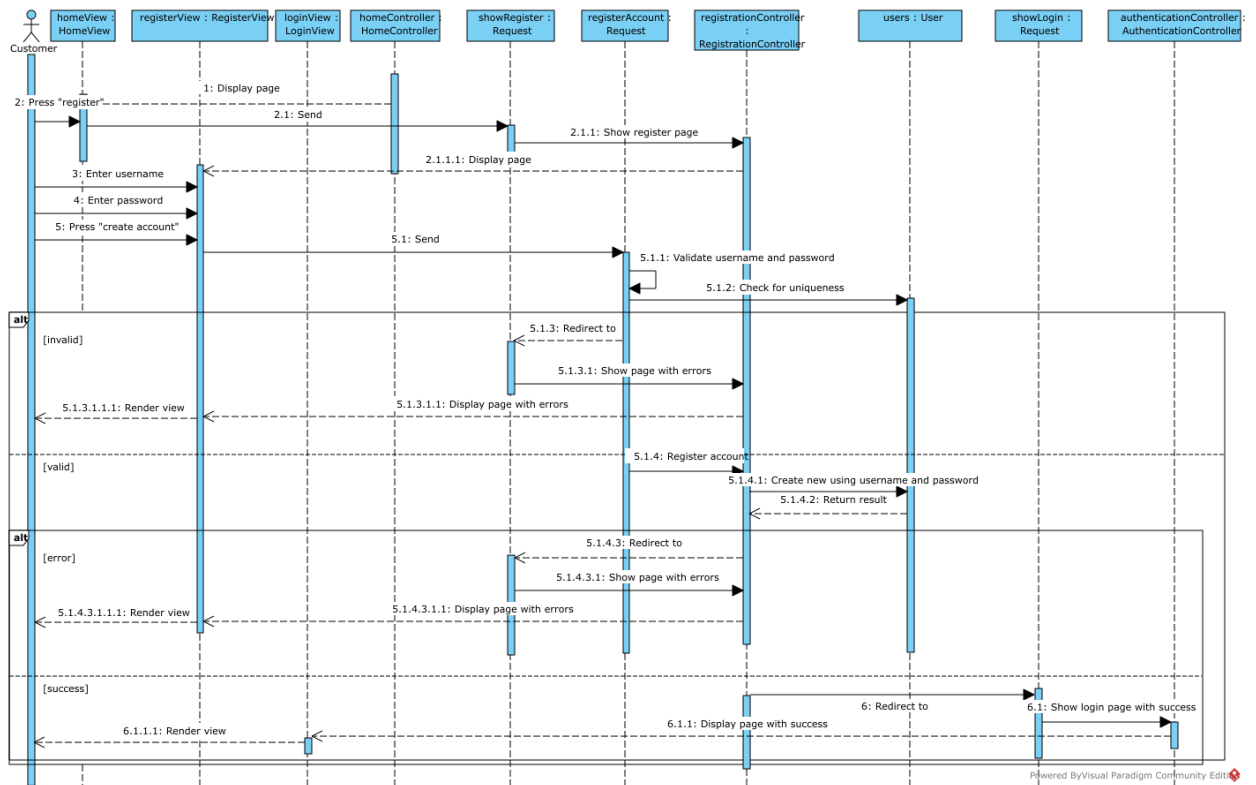 homeView :
HomeView
registerView : RegisterView
loginView :
LoginView
homeController :
HomeController
showRegister :
Request
registerAccount :
Request
registrationController
:
RegistrationController
users : User
showLogin :
Request
authenticationController :
AuthenticationController
Customer
1: Display page
2: Press "register"
2.1: Send
2.1.1: Show register page
2.1.1.1: Display page
3: Enter username
4: Enter password
5: Press "create account"
5.1: Send
5.1.1: Validate username and password
5.1.2: Check for uniqueness
alt
[invalid]
5.1.3: Redirect to
5.1.3.1: Show page with errors
5.1.3.1.1: Display page with errors
5.1.3.1.1.1: Render view
[valid]
5.1.4: Register account
5.1.4.1: Create new using username and password
5.1.4.2: Return result
alt
[error]
5.1.4.3: Redirect to
5.1.4.3.1: Show page with errors
5.1.4.3.1.1: Display page with errors
5.1.4.3.1.1.1: Render view
[success]
6: Redirect to
6.1: Show login page with success
6.1.1: Display page with success
6.1.1.1: Render view
Powered ByVisual Paradigm Community Edition